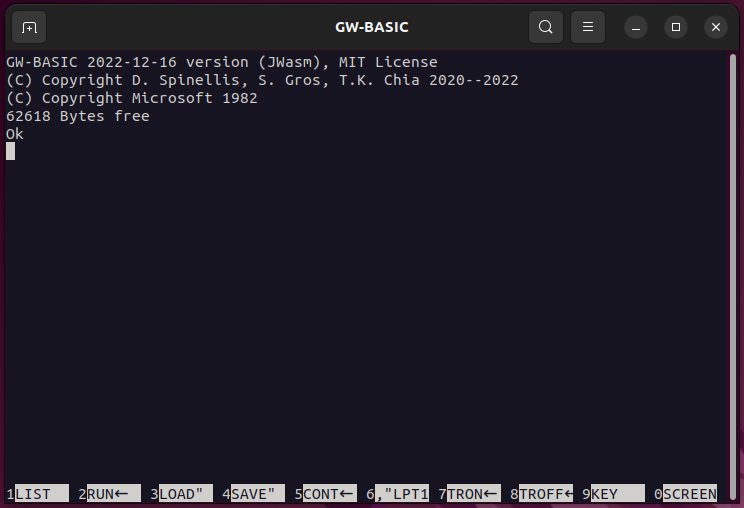 GW-BASIC
GW-BASIC 2022-12-16 version (JWasm), MIT License
(C) Copyright D. Spinellis, S. Gros, T.K. Chia 2020--2022
(C) Copyright Microsoft 1982
62618 Bytes free
Ok
1LIST 2RUN← 3LOAD" 4SAVE" 5CONT← 6,"LPT1 7TRON← 8TROFF← 9KEY 0SCREEN